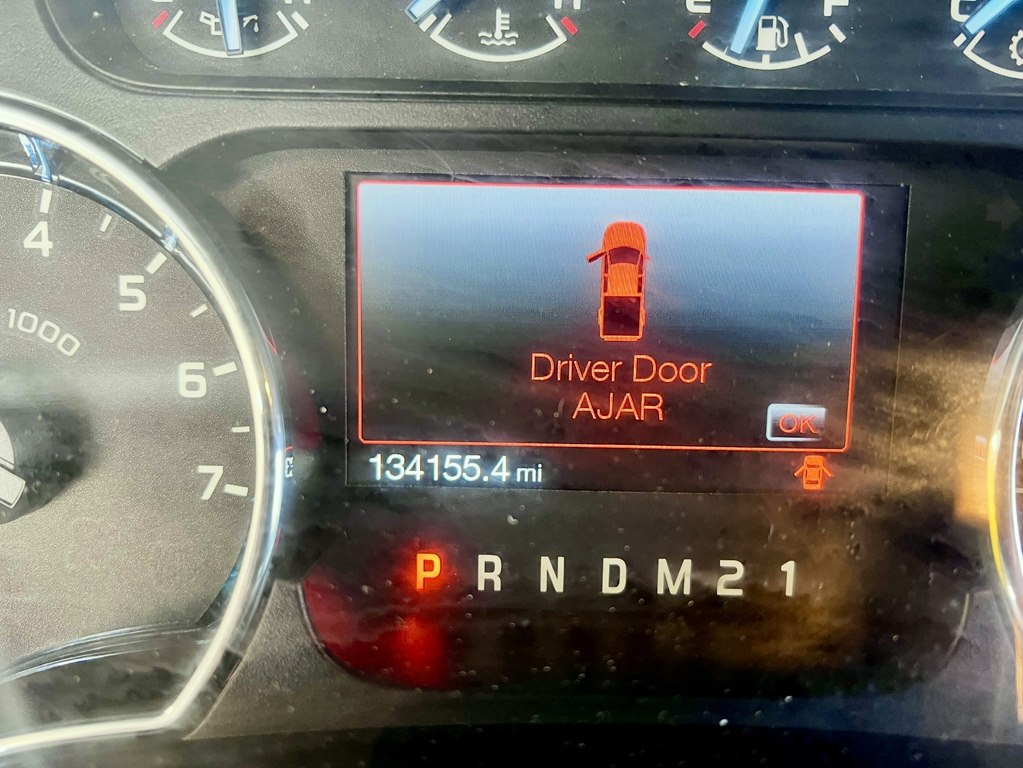 H
H
E F
C
4
5
1000
6
7
Driver Door
AJAR
OK
134155.4 mi
P R N D M 2 1